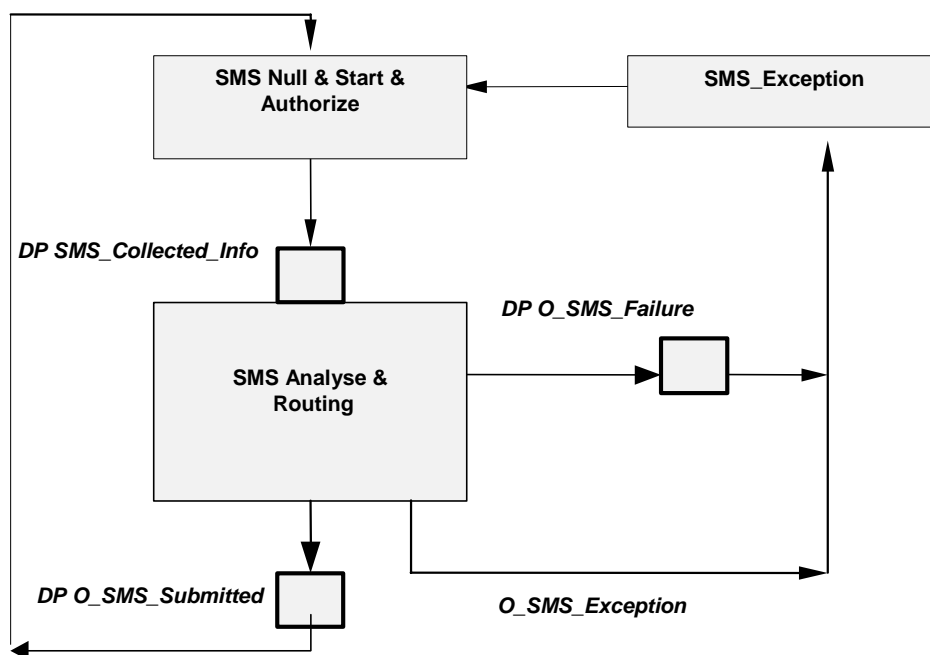 SMS Null & Start &
Authorize
SMS_Exception
DP SMS_Collected_Info
DP O_SMS_Failure
SMS Analyse &
Routing
DP O_SMS_Submitted
O_SMS_Exception